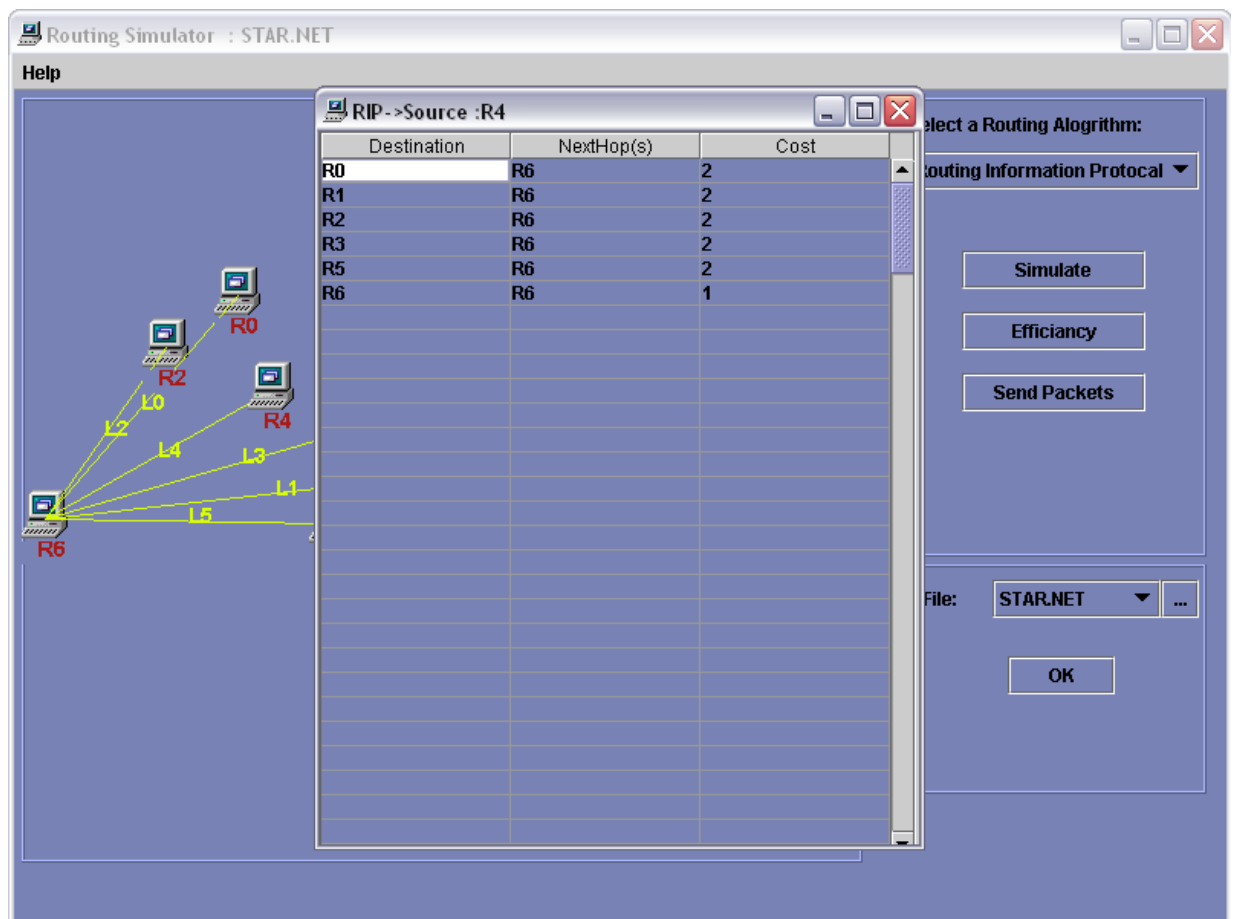 Routing Simulator : STAR.NET
Help
RIP->Source :R4
Destination NextHop(s) Cost
R0 R6 2
R1 R6 2
R2 R6 2
R3 R6 2
R5 R6 2
R6 R6 1
elect a Routing Alogrithm:
outing Information Protocal
Simulate
Efficiancy
Send Packets
R0
R2
L0
R4
L2
L4
L3
L1
L5
R6
File: STAR.NET ...
OK